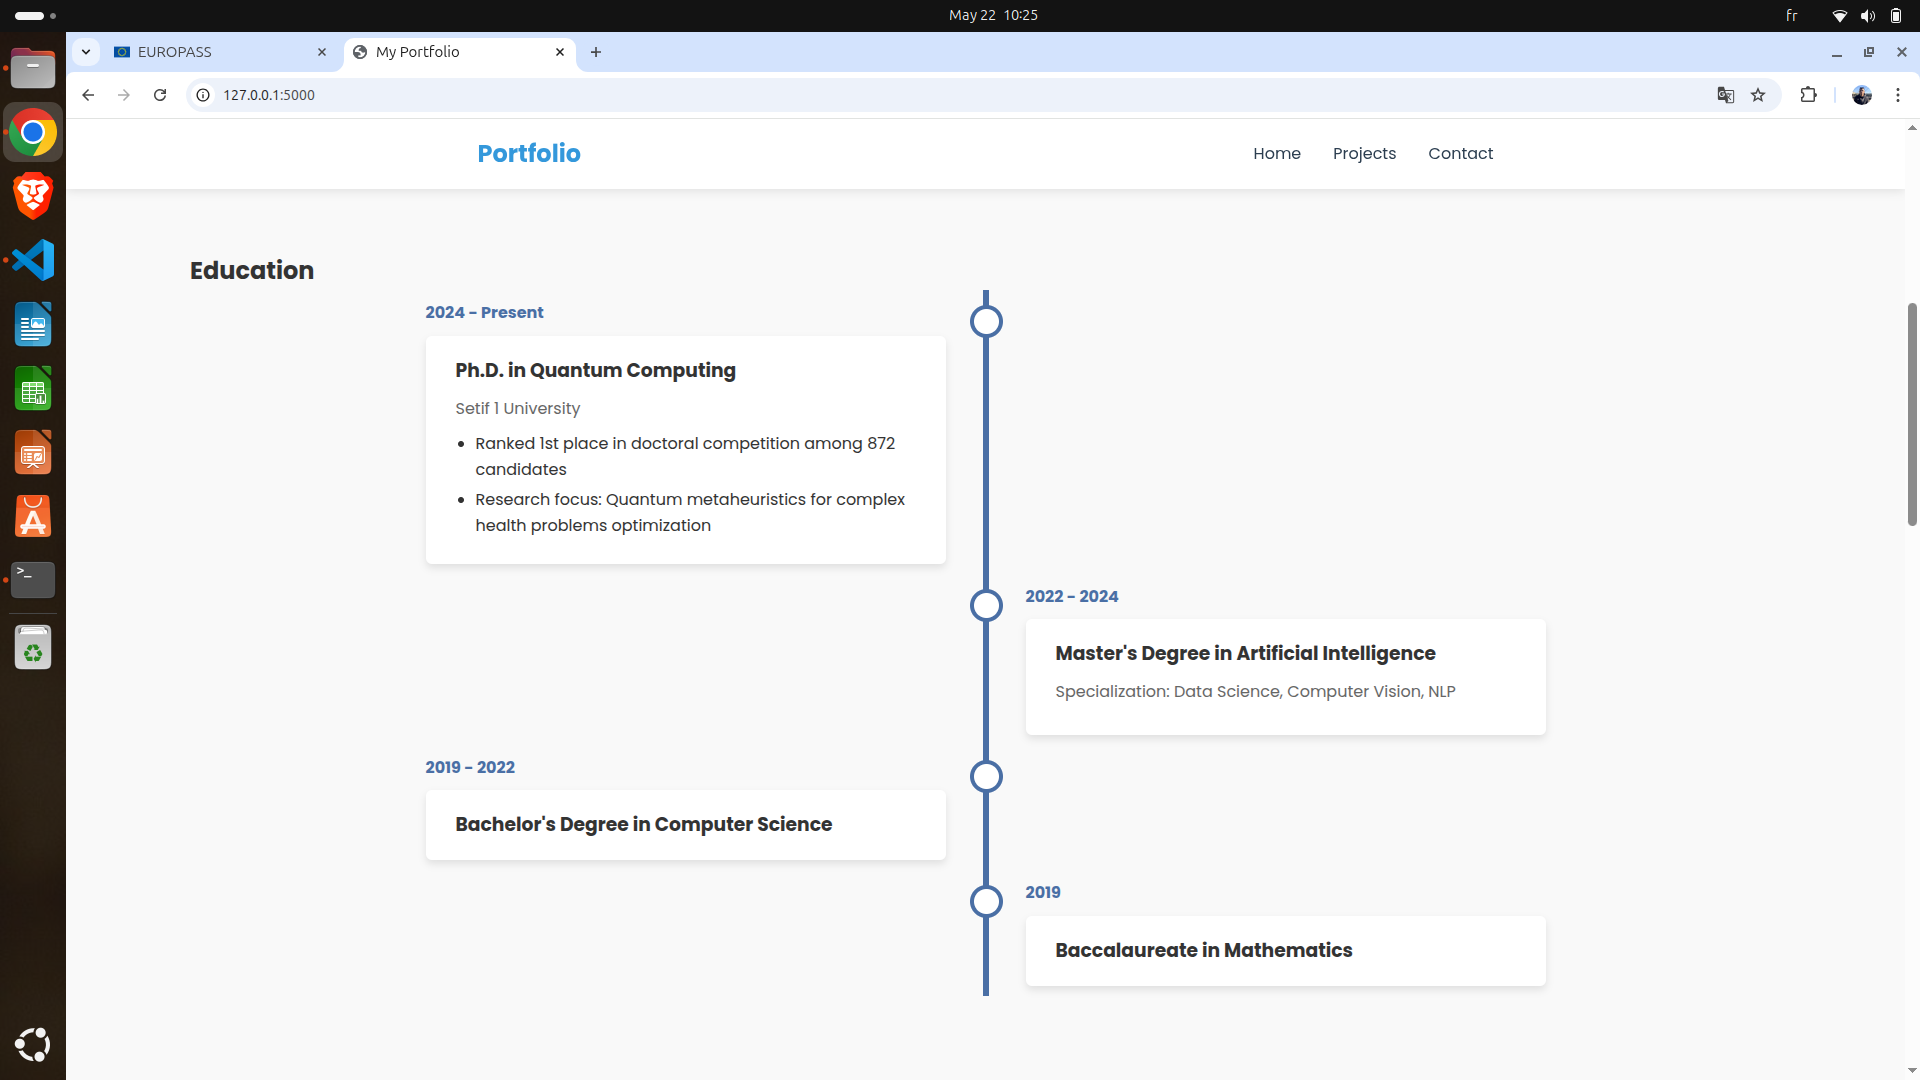 May 22 10:25
fr
EUROPASS
My Portfolio
127.0.0.1:5000
Portfolio
Home
Projects
Contact
Education
2024 - Present
Ph.D. in Quantum Computing
Setif 1 University
Ranked 1st place in doctoral competition among 872
candidates
Research focus: Quantum metaheuristics for complex
health problems optimization
2022 - 2024
Master's Degree in Artificial Intelligence
Specialization: Data Science, Computer Vision, NLP
2019 - 2022
Bachelor's Degree in Computer Science
2019
Baccalaureate in Mathematics